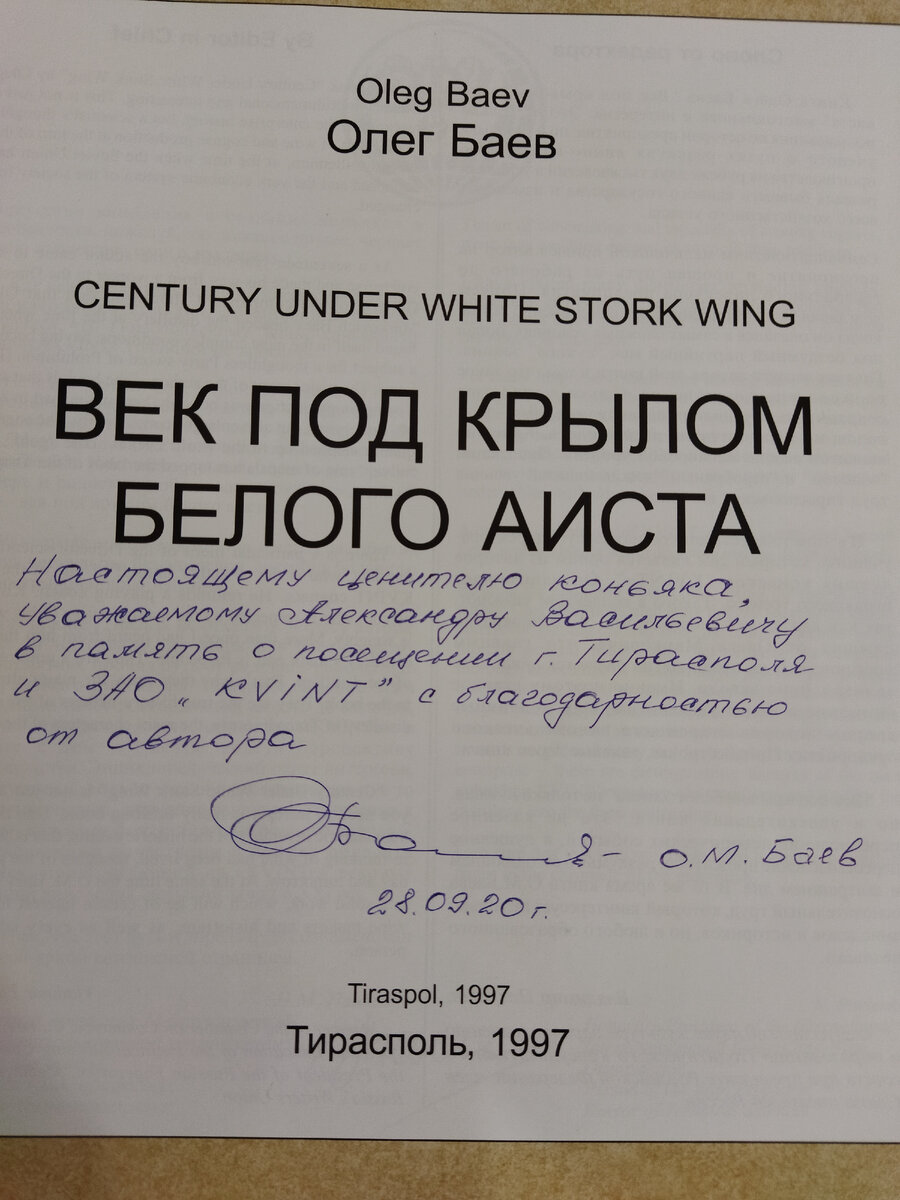 Oleg Baev
Олег Баев
CENTURY UNDER WHITE STORK WING
ВЕК ПОД КРЫЛОМ
БЕЛОГО АИСТА
Настоящему ценителю коньяка,
уважаемому Александру Васильевичу
в память о посещении г. Тирасполя
и ЗАО „KVINT” с благодарностью
от автора
О.М. Баев
28.09.20 г.
Tiraspol, 1997
Тирасполь, 1997